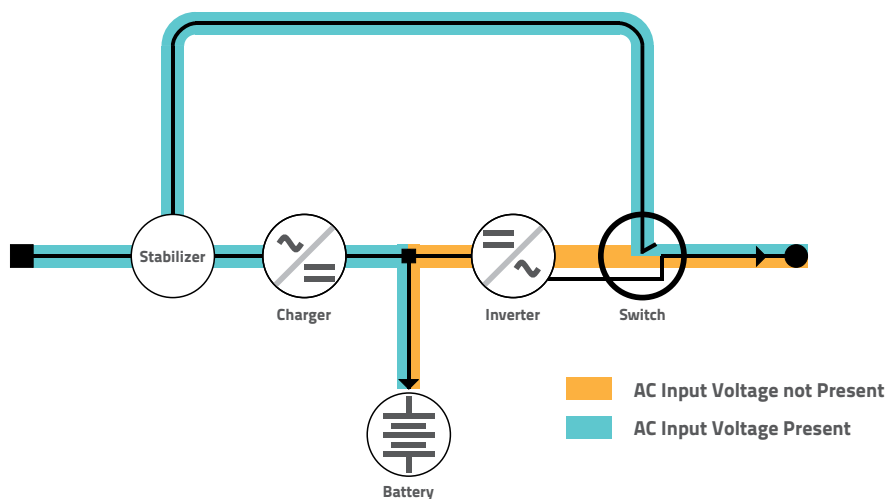 Stabilizer
Charger
Inverter
Switch
AC Input Voltage not Present
AC Input Voltage Present
Battery